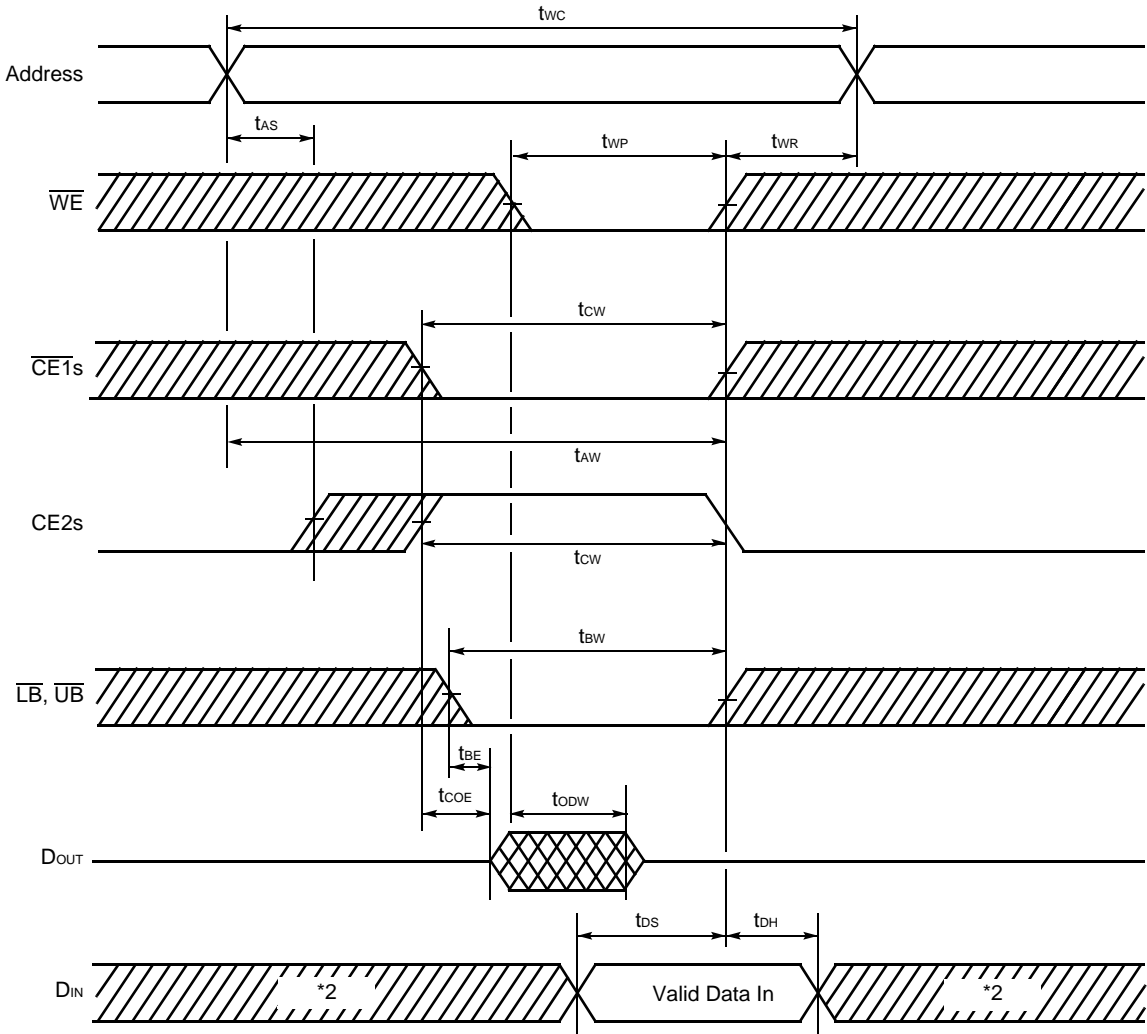 tWC
Address
tAS
tWP
tWR
WE
tCW
CE1s
tAW
CE2s
tCW
tBW
LB, UB
tBE
tCOE
tODW
DOUT
tDS
tDH
DIN
*2
Valid Data In
*2